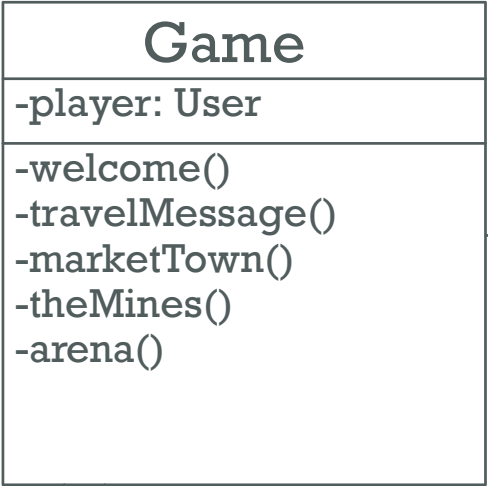 Game
-player: User
-welcome()
-travelMessage()
-marketTown()
-theMines()
-arena()